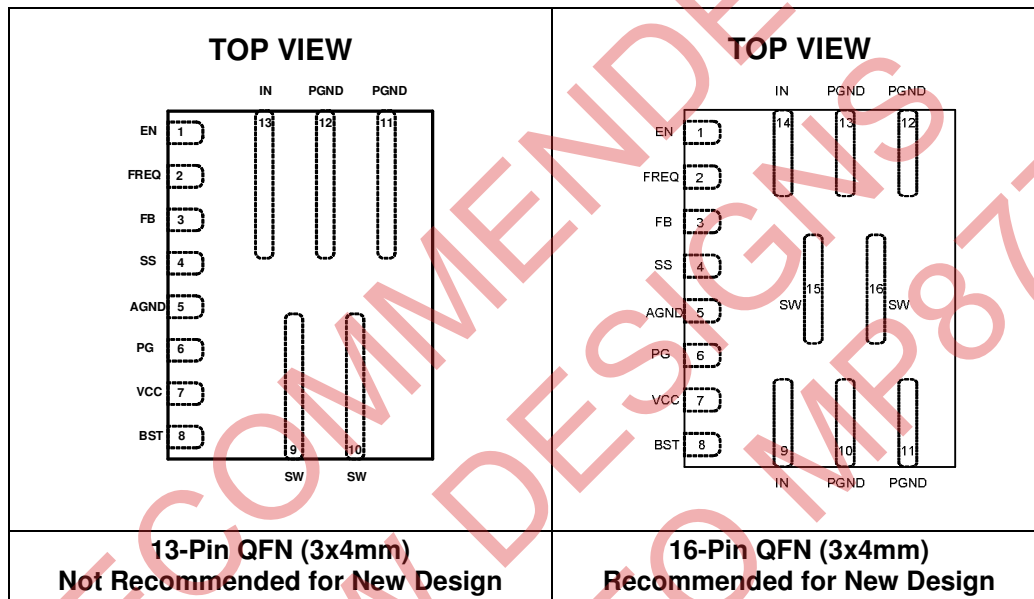 TOP VIEW
IN PGND PGND
13 12 11
EN 1
FREQ 2
FB 3
SS 4
AGND 5
PG 6
VCC 7
BST 8
9 10
SW SW
13-Pin QFN (3x4mm)
Not Recommended for New Design
TOP VIEW
IN PGND PGND
14 13 12
EN 1
FREQ 2
FB 3
SS 4
15 16
SW SW
AGND 5
PG 6
VCC 7
BST 8
9 10 11
IN PGND PGND
16-Pin QFN (3x4mm)
Recommended for New Design
ECOMMENDE
W DESIGNS
O MP87